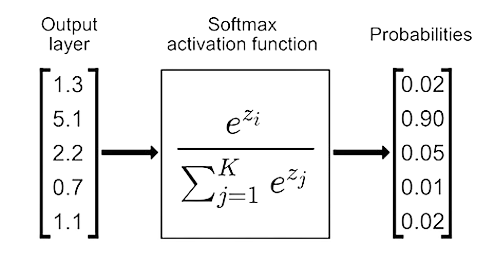 Output
layer
Softmax
activation function
Probabilities
1.3
5.1
2.2
0.7
1.1
e^{z_i}
∑_{j=1}^{K} e^{z_j}
0.02
0.90
0.05
0.01
0.02